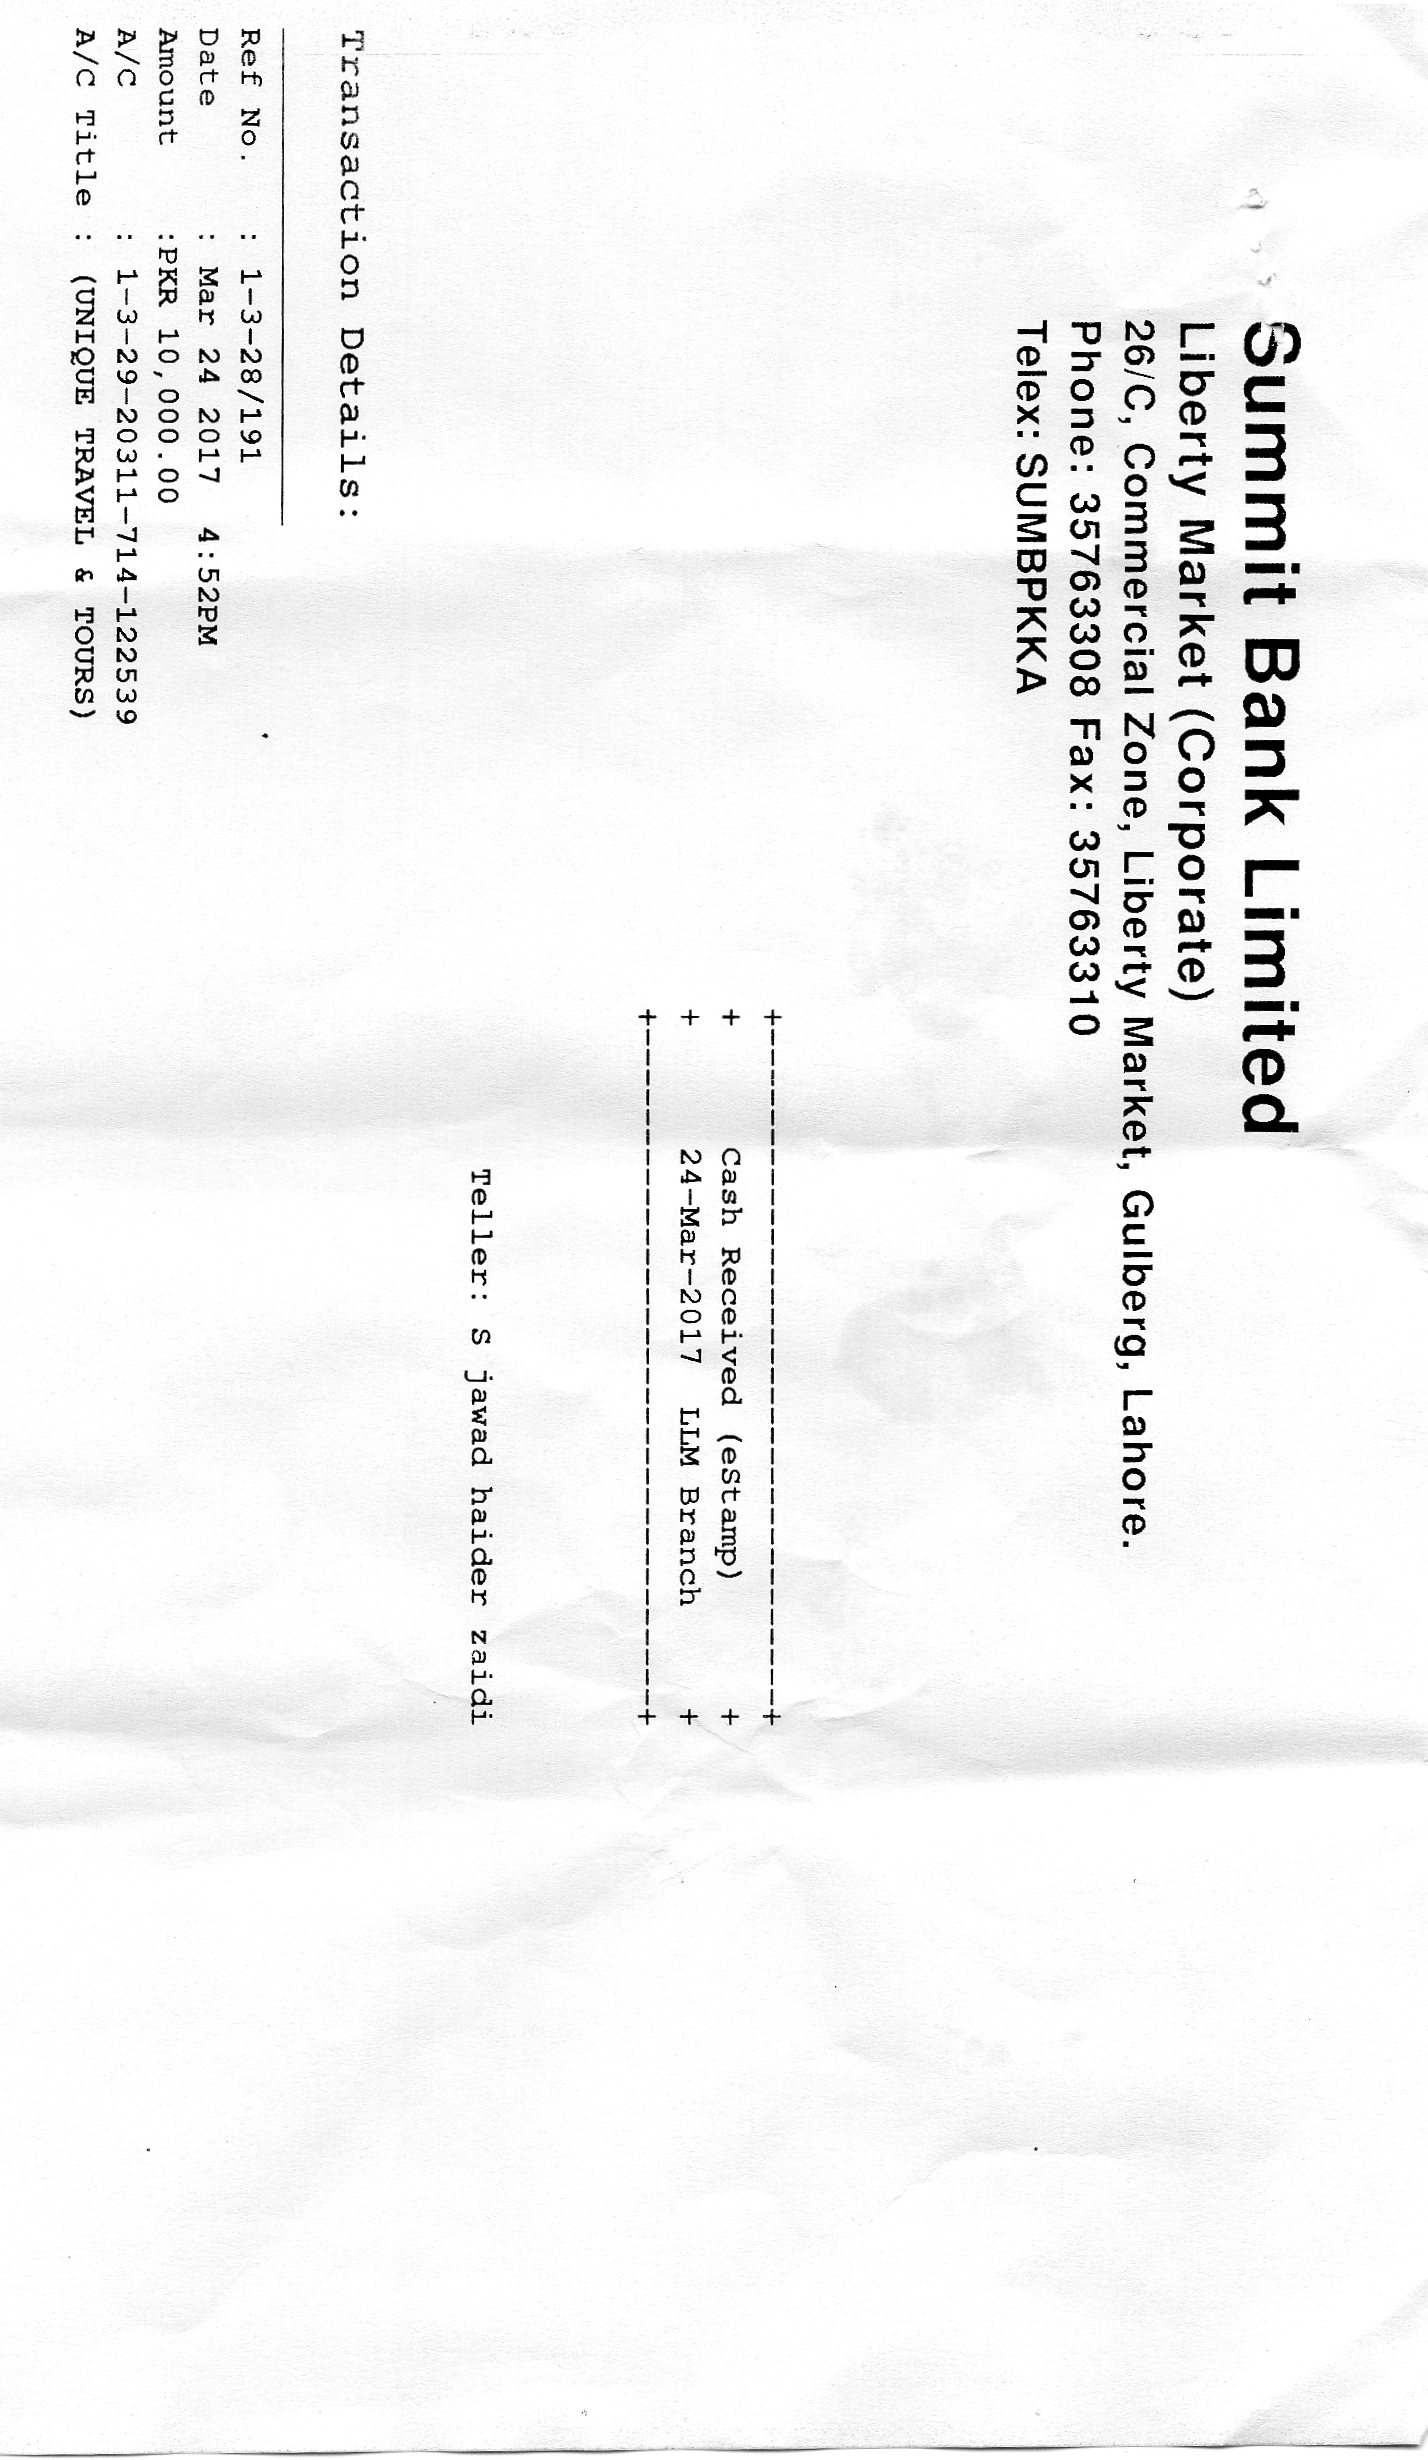 Summit Bank Limited
Liberty Market (Corporate)
26/C, Commercial Zone, Liberty Market, Gulberg, Lahore.
Phone: 35763308 Fax: 35763310
Telex: SUMBPKKA
+------------------------------------------------+
+ Cash Received (eStamp) +
+ 24-Mar-2017 LLM Branch +
+------------------------------------------------+
Teller: S jawad haider zaidi
Transaction Details:
Ref No. : 1-3-28/191
Date : Mar 24 2017 4:52PM
Amount :PKR 10,000.00
A/C : 1-3-29-20311-714-122539
A/C Title : (UNIQUE TRAVEL & TOURS)